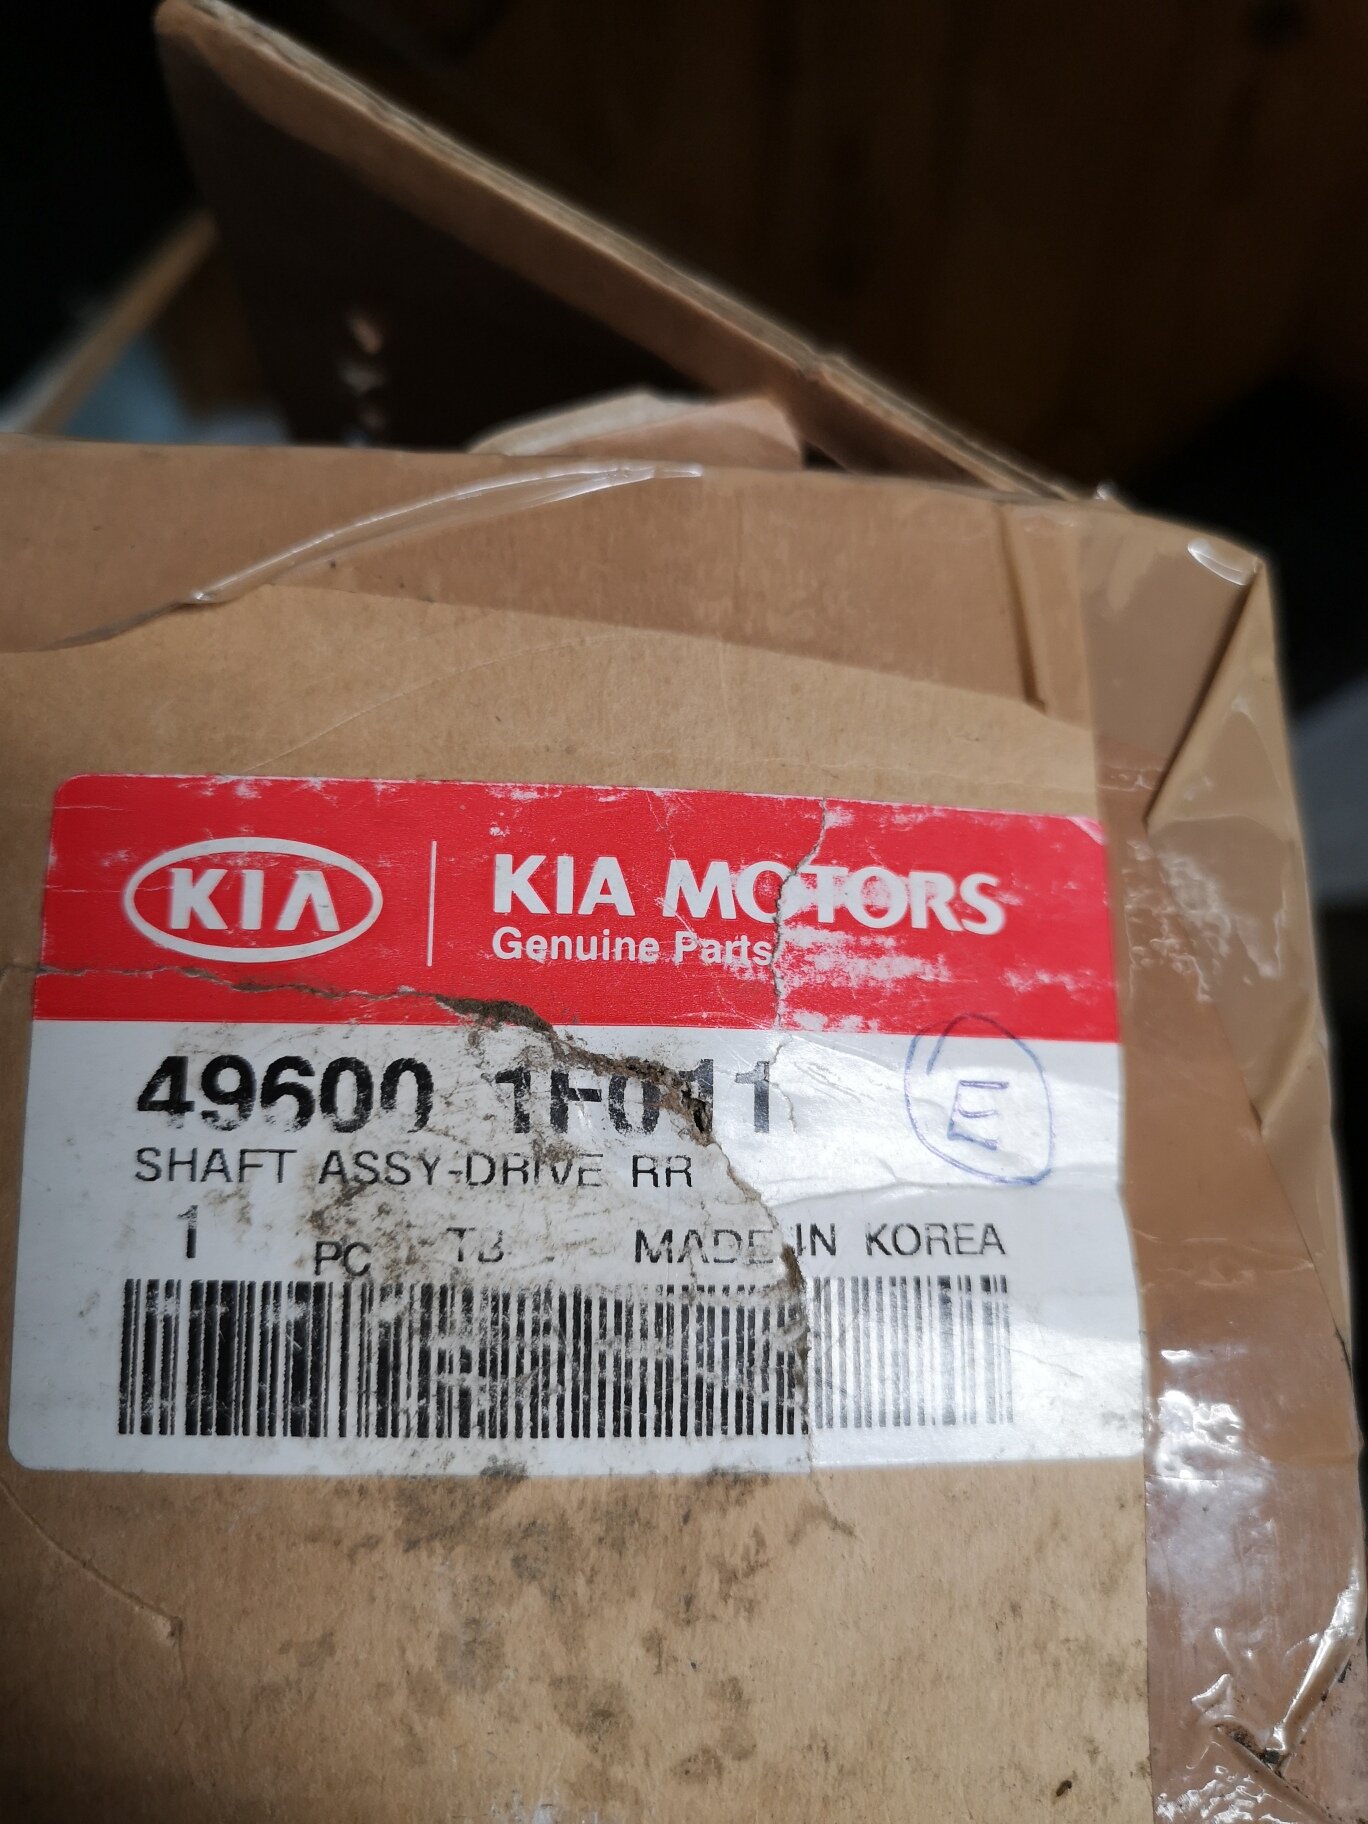 KIA
KIA MOTORS
Genuine Parts
49600 1F011
E
SHAFT ASSY-DRIVE RR
1 PC TB MADE IN KOREA